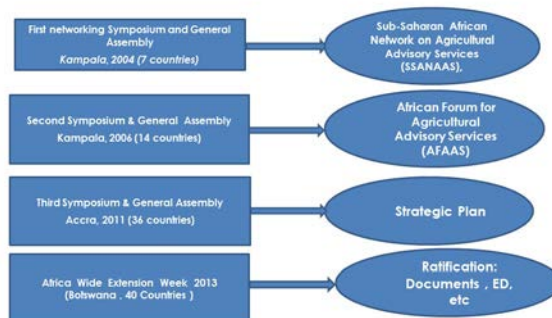 First networking Symposium and General
Assembly
Kampala, 2004 (7 countries)
Sub-Saharan African
Network on Agricultural
Advisory Services
(SSANAAS),
Second Symposium & General Assembly
Kampala, 2006 (14 countries)
African Forum for
Agricultural
Advisory Services
(AFAAS)
Third Symposium & General Assembly
Accra, 2011 (36 countries)
Strategic Plan
Africa Wide Extension Week 2013
(Botswana , 40 Countries )
Ratification:
Documents , ED,
etc